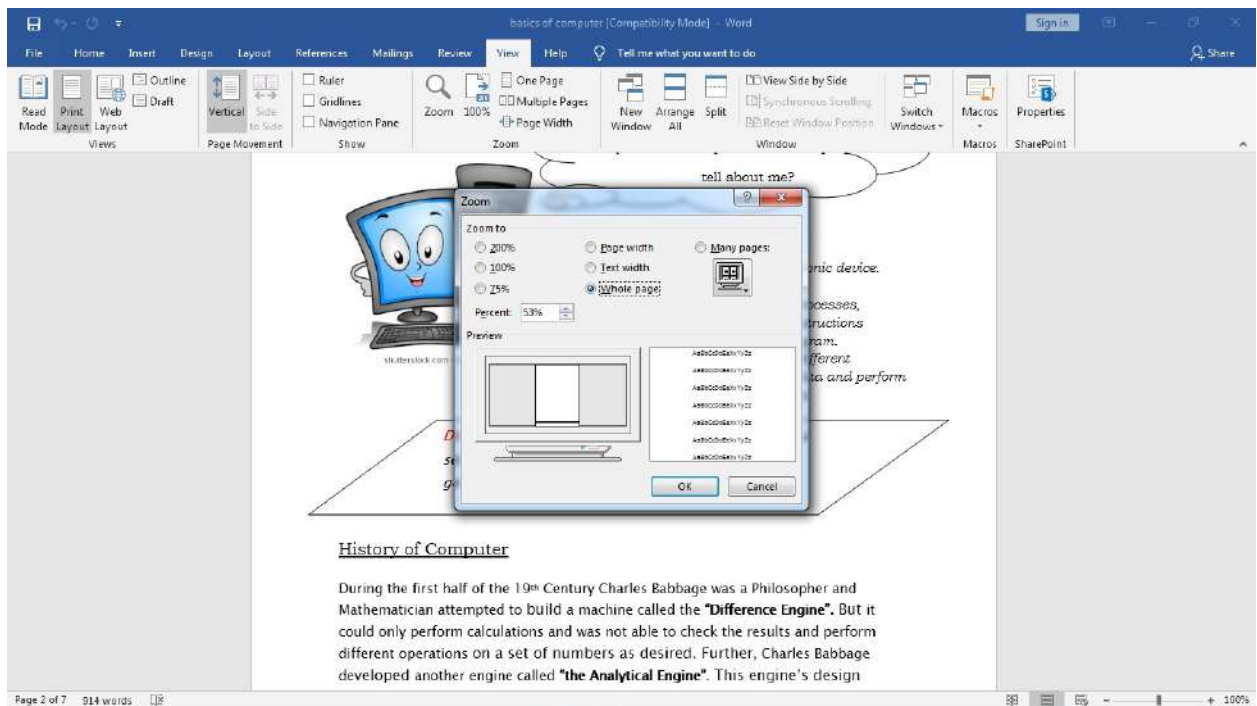 basics of computer [Compatibility Mode] - Word
Sign in
File Home Insert Design Layout References Mailings Review View Help Tell me what you want to do Share
Read Mode
Print Layout
Web Layout
Outline
Draft
Views
Vertical
Side to Side
Page Movement
Ruler
Gridlines
Navigation Pane
Show
Zoom
100%
One Page
Multiple Pages
Page Width
Zoom
New Window
Arrange All
Split
View Side by Side
Synchronous Scrolling
Reset Window Position
Window
Switch Windows
Macros
Macros
Properties
SharePoint
tell about me?
Zoom
Zoom to
200% Page width Many pages:
100% Text width
75% Whole page
Percent: 53%
Preview
AaBbCcDdEeXxYyZz
AaBbCcDdEeXxYyZz
AaBbCcDdEeXxYyZz
AaBbCcDdEeXxYyZz
AaBbCcDdEeXxYyZz
AaBbCcDdEeXxYyZz
AaBbCcDdEeXxYyZz
OK Cancel
device.
shutterstock.com
and perform
History of Computer
During the first half of the 19th Century Charles Babbage was a Philosopher and
Mathematician attempted to build a machine called the “Difference Engine”. But it
could only perform calculations and was not able to check the results and perform
different operations on a set of numbers as desired. Further, Charles Babbage
developed another engine called “the Analytical Engine”. This engine’s design
Page 2 of 7 914 words
100%